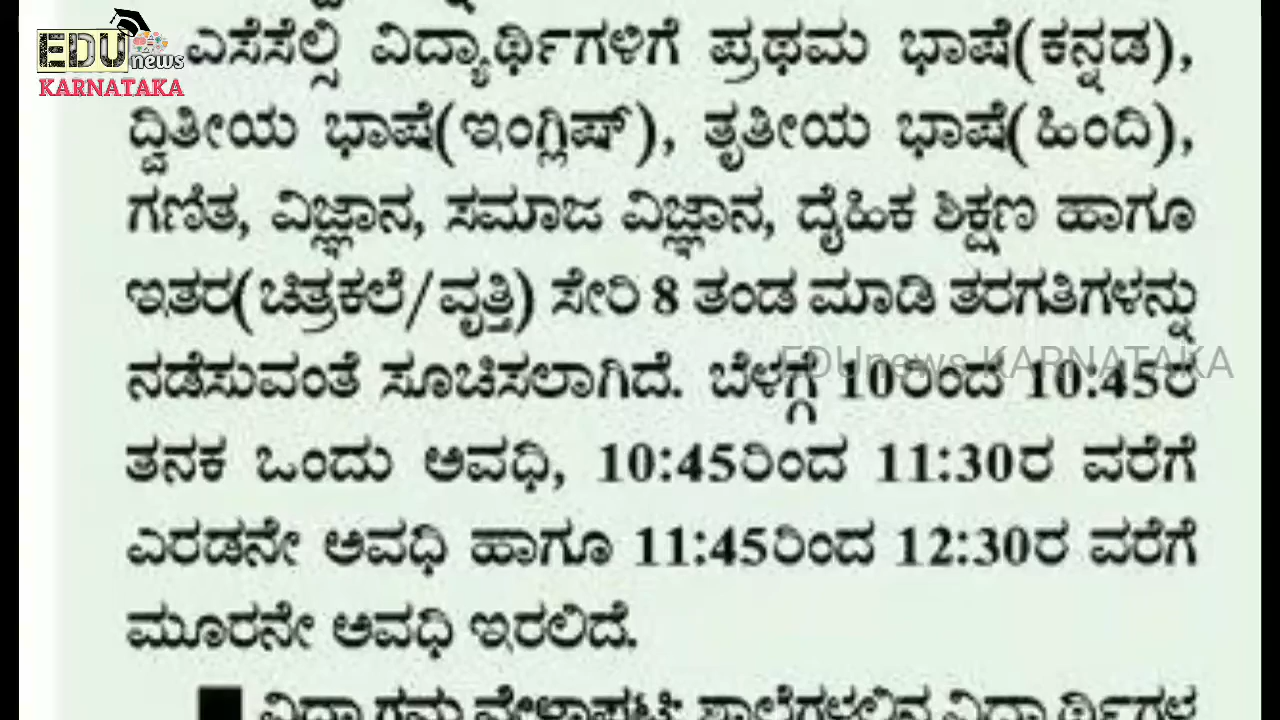 EDU news
KARNATAKA
ಎಸೆಸೆಲ್ಸಿ ವಿದ್ಯಾರ್ಥಿಗಳಿಗೆ ಪ್ರಥಮ ಭಾಷೆ(ಕನ್ನಡ),
ದ್ವಿತೀಯ ಭಾಷೆ(ಇಂಗ್ಲಿಷ್), ತೃತೀಯ ಭಾಷೆ(ಹಿಂದಿ),
ಗಣಿತ, ವಿಜ್ಞಾನ, ಸಮಾಜ ವಿಜ್ಞಾನ, ದೈಹಿಕ ಶಿಕ್ಷಣ ಹಾಗೂ
ಇತರ(ಚಿತ್ರಕಲೆ/ವೃತ್ತಿ) ಸೇರಿ 8 ತಂಡ ಮಾಡಿ ತರಗತಿಗಳನ್ನು
EDUnews KARNATAKA
ನಡೆಸುವಂತೆ ಸೂಚಿಸಲಾಗಿದೆ. ಬೆಳಗ್ಗೆ 10ರಿಂದ 10:45ರ
ತನಕ ಒಂದು ಅವಧಿ, 10:45ರಿಂದ 11:30ರ ವರೆಗೆ
ಎರಡನೇ ಅವಧಿ ಹಾಗೂ 11:45ರಿಂದ 12:30ರ ವರೆಗೆ
ಮೂರನೇ ಅವಧಿ ಇರಲಿದೆ.